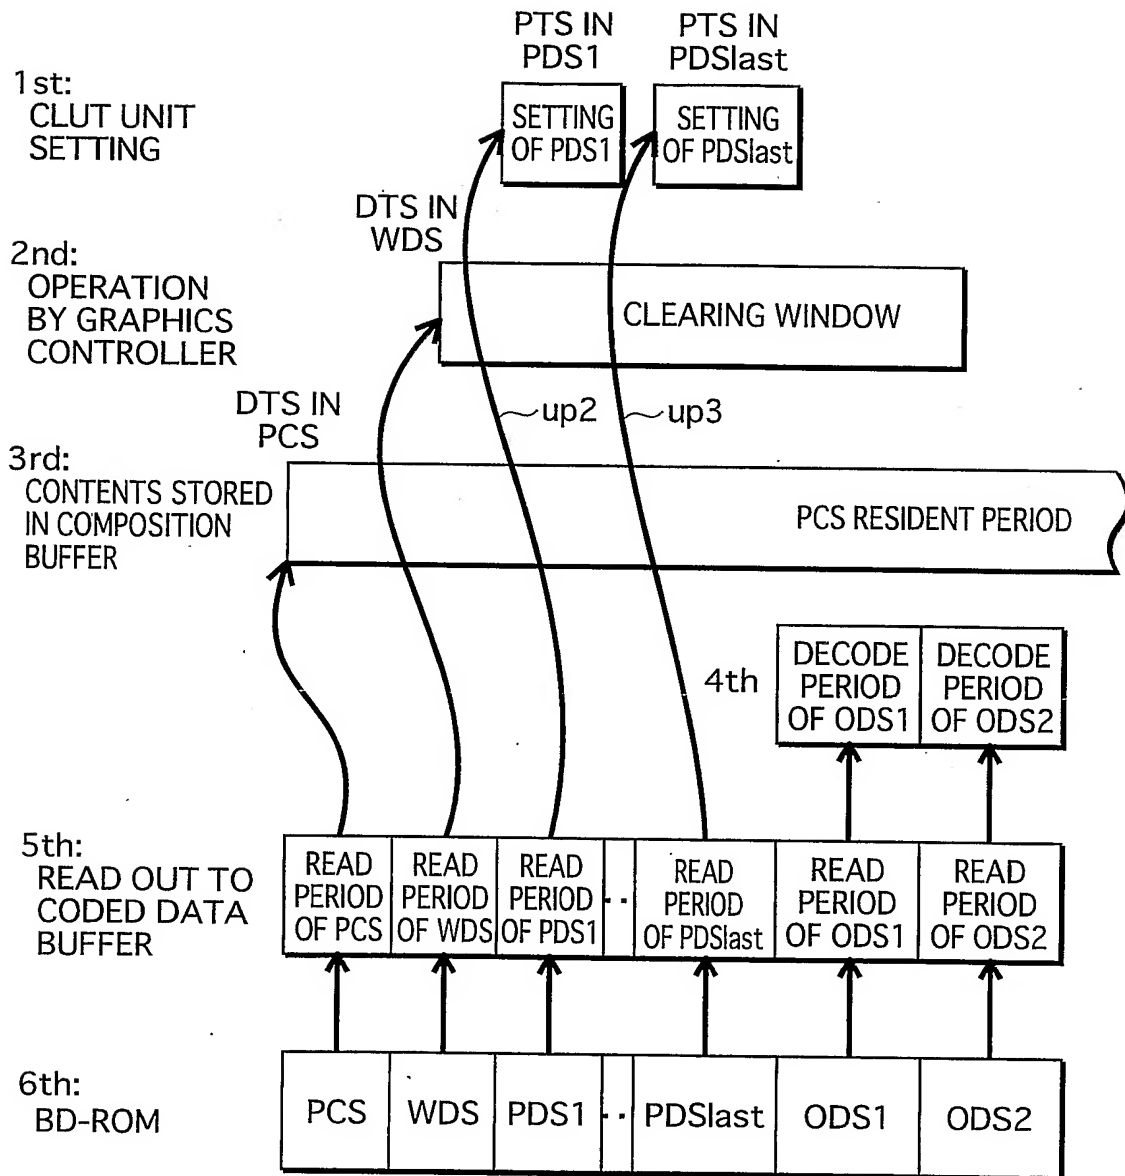 PTS IN
PDS1
PTS IN
PDSlast
1st:
CLUT UNIT
SETTING
SETTING
OF PDS1
SETTING
OF PDSlast
DTS IN
WDS
2nd:
OPERATION
BY GRAPHICS
CONTROLLER
CLEARING WINDOW
DTS IN
PCS
up2
up3
3rd:
CONTENTS STORED
IN COMPOSITION
BUFFER
PCS RESIDENT PERIOD
4th
DECODE
PERIOD
OF ODS1
DECODE
PERIOD
OF ODS2
5th:
READ OUT TO
CODED DATA
BUFFER
READ
PERIOD
OF PCS
READ
PERIOD
OF WDS
READ
PERIOD
OF PDS1
··
READ
PERIOD
OF PDSlast
READ
PERIOD
OF ODS1
READ
PERIOD
OF ODS2
6th:
BD-ROM
PCS
WDS
PDS1
··
PDSlast
ODS1
ODS2